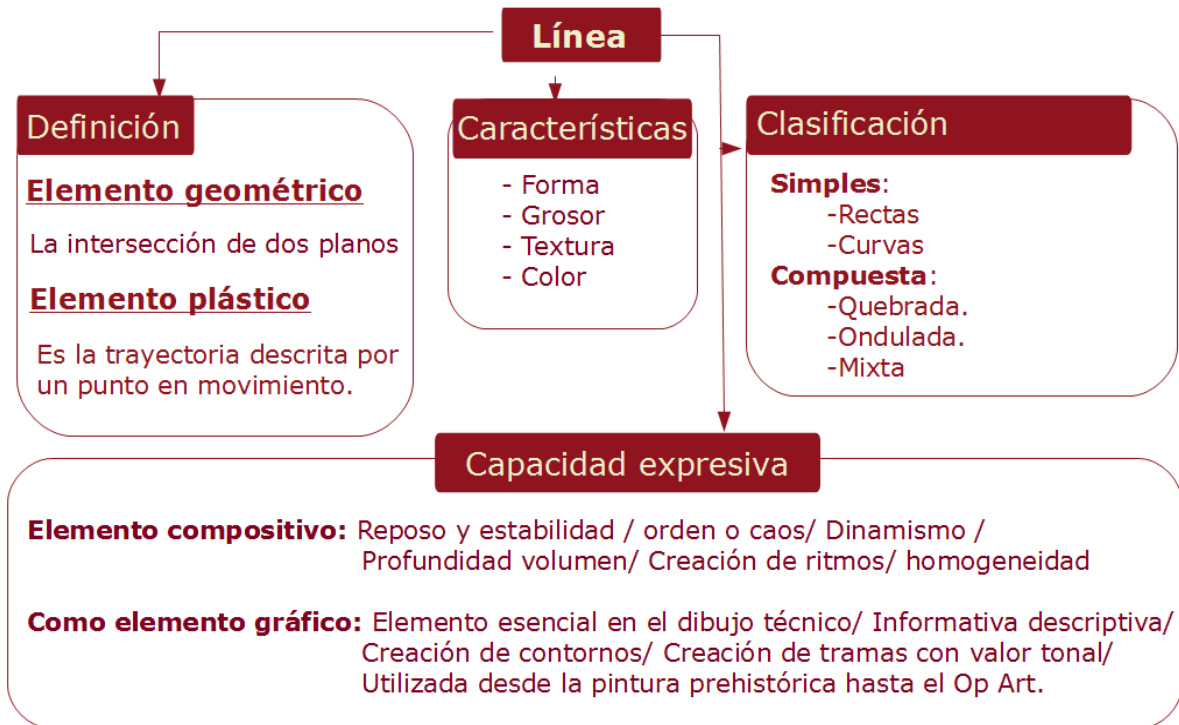 Línea
Definición
Elemento geométrico
La intersección de dos planos
Elemento plástico
Es la trayectoria descrita por
un punto en movimiento.
Características
- Forma
- Grosor
- Textura
- Color
Clasificación
Simples:
-Rectas
-Curvas
Compuesta:
-Quebrada.
-Ondulada.
-Mixta
Capacidad expresiva
Elemento compositivo: Reposo y estabilidad / orden o caos/ Dinamismo /
Profundidad volumen/ Creación de ritmos/ homogeneidad
Como elemento gráfico: Elemento esencial en el dibujo técnico/ Informativa descriptiva/
Creación de contornos/ Creación de tramas con valor tonal/
Utilizada desde la pintura prehistórica hasta el Op Art.